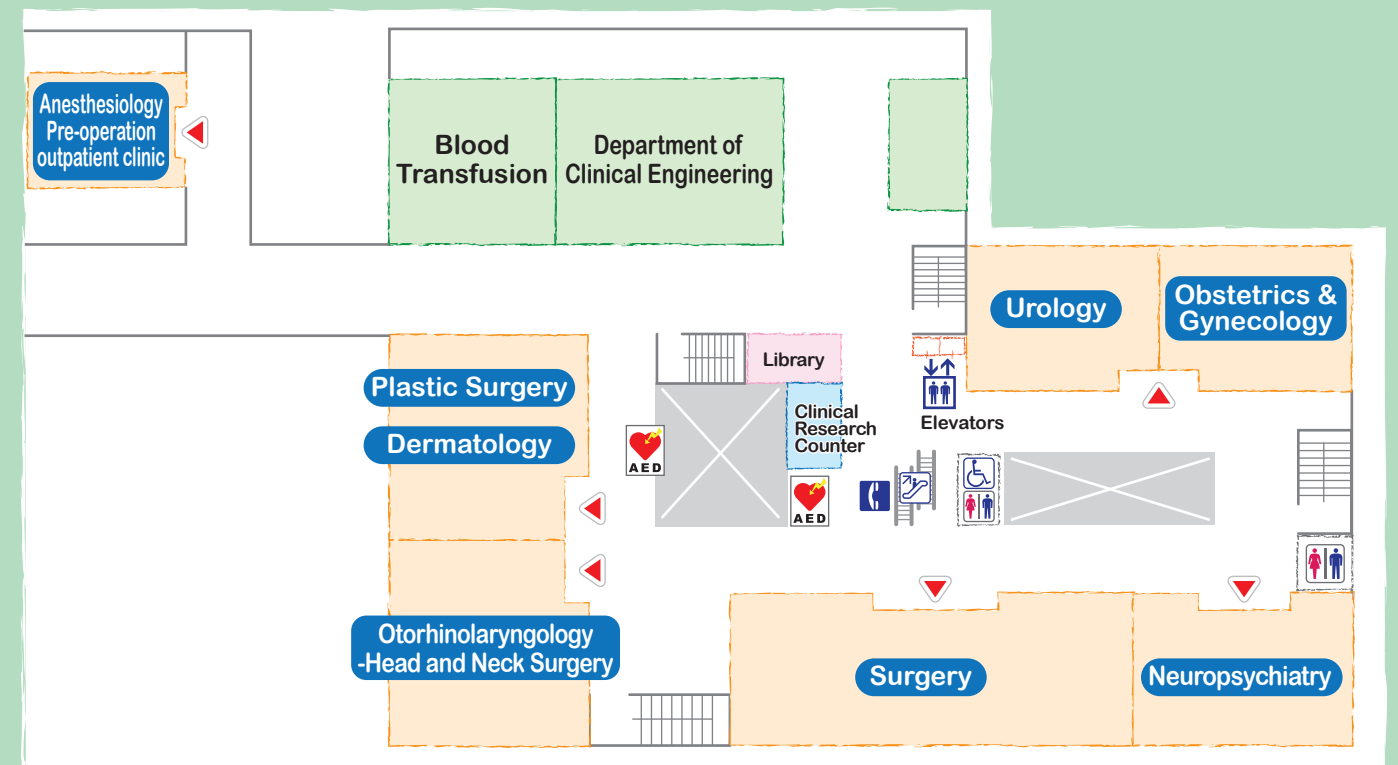 Anesthesiology
Pre-operation
outpatient clinic
Blood
Transfusion
Department of
Clinical Engineering
Urology
Obstetrics &
Gynecology
Library
Plastic Surgery
Clinical
Research
Counter
Elevators
Dermatology
AED
AED
Otorhinolaryngology
-Head and Neck Surgery
Surgery
Neuropsychiatry